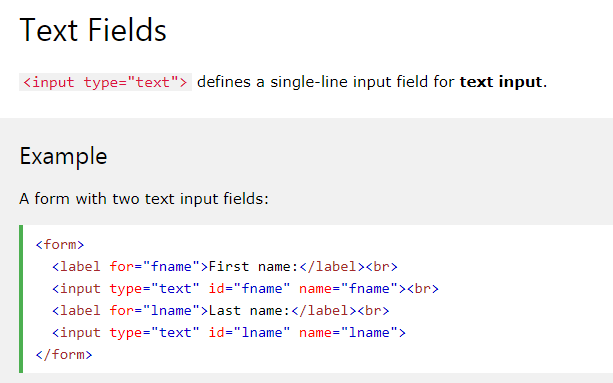 Text Fields
<input type="text"> defines a single-line input field for text input.
Example
A form with two text input fields:
<form>
  <label for="fname">First name:</label><br>
  <input type="text" id="fname" name="fname"><br>
  <label for="lname">Last name:</label><br>
  <input type="text" id="lname" name="lname">
</form>